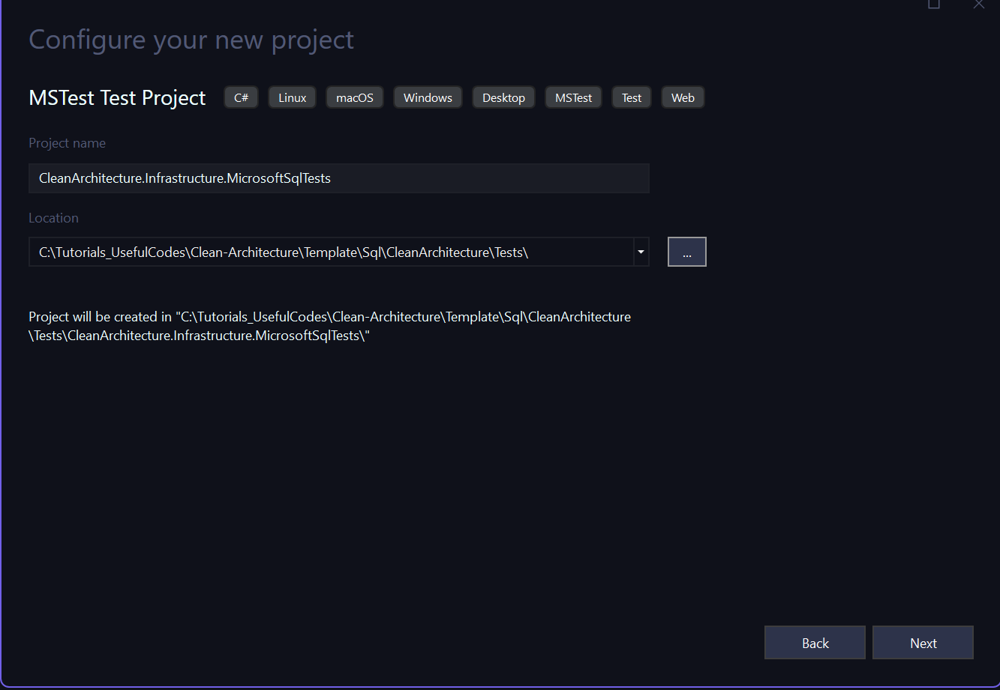 Configure your new project
MSTest Test Project C# Linux macOS Windows Desktop MSTest Test Web
Project name
CleanArchitecture.Infrastructure.MicrosoftSqlTests
Location
C:\Tutorials_UsefulCodes\Clean-Architecture\Template\Sql\CleanArchitecture\Tests\
...
Project will be created in "C:\Tutorials_UsefulCodes\Clean-Architecture\Template\Sql\CleanArchitecture
\Tests\CleanArchitecture.Infrastructure.MicrosoftSqlTests\"
Back Next